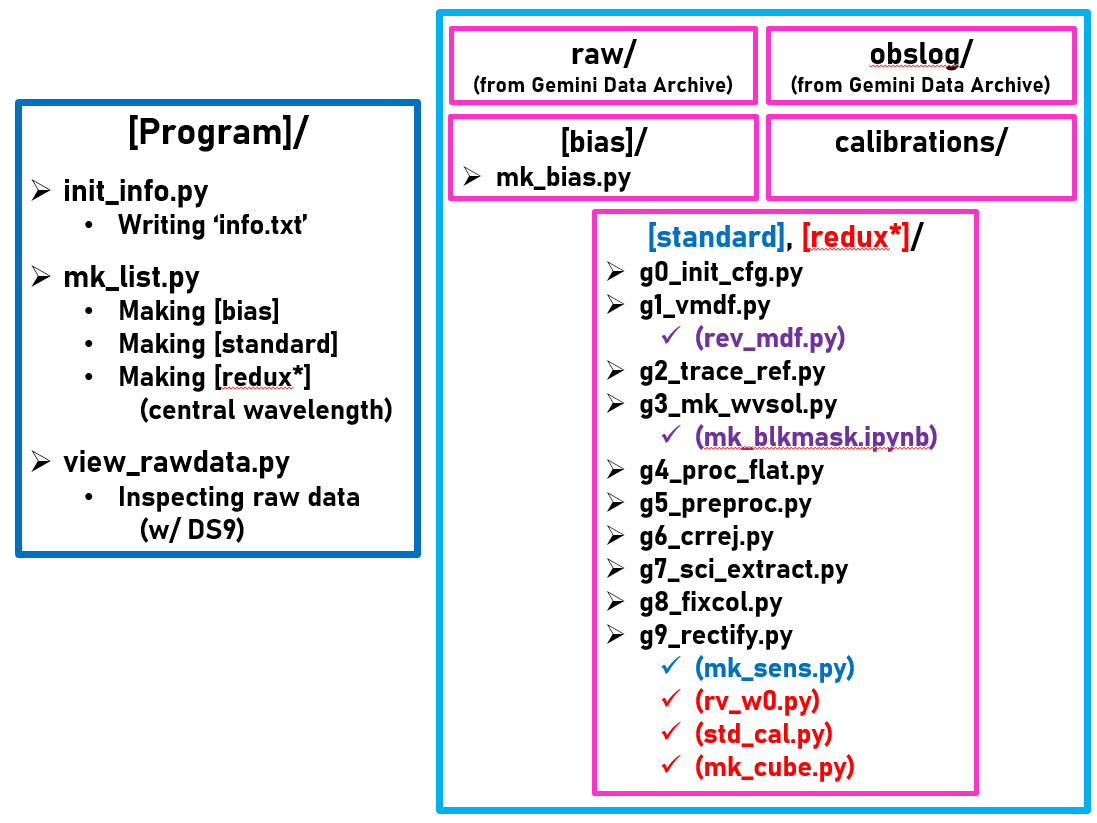 [Program]/
➢ init_info.py
• Writing ‘info.txt’
➢ mk_list.py
• Making [bias]
• Making [standard]
• Making [redux*]
(central wavelength)
➢ view_rawdata.py
• Inspecting raw data
(w/ DS9)
raw/
(from Gemini Data Archive)
obslog/
(from Gemini Data Archive)
[bias]/
➢ mk_bias.py
calibrations/
[standard], [redux*]/
➢ g0_init_cfg.py
➢ g1_vmdf.py
✓ (rev_mdf.py)
➢ g2_trace_ref.py
➢ g3_mk_wvsol.py
✓ (mk_blkmask.ipynb)
➢ g4_proc_flat.py
➢ g5_preproc.py
➢ g6_crrej.py
➢ g7_sci_extract.py
➢ g8_fixcol.py
➢ g9_rectify.py
✓ (mk_sens.py)
✓ (rv_w0.py)
✓ (std_cal.py)
✓ (mk_cube.py)